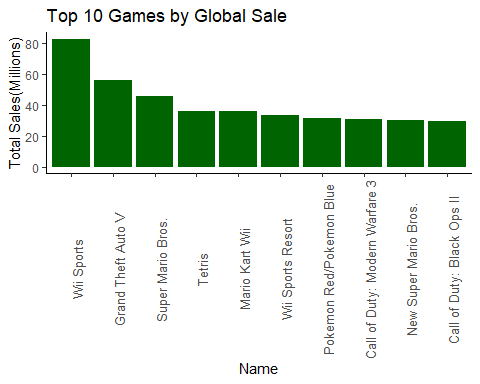 Top 10 Games by Global Sale
Total Sales(Millions)
80
60
40
20
0
Wii Sports
Grand Theft Auto V
Super Mario Bros.
Tetris
Mario Kart Wii
Wii Sports Resort
Pokemon Red/Pokemon Blue
Call of Duty: Modern Warfare 3
New Super Mario Bros.
Call of Duty: Black Ops II
Name